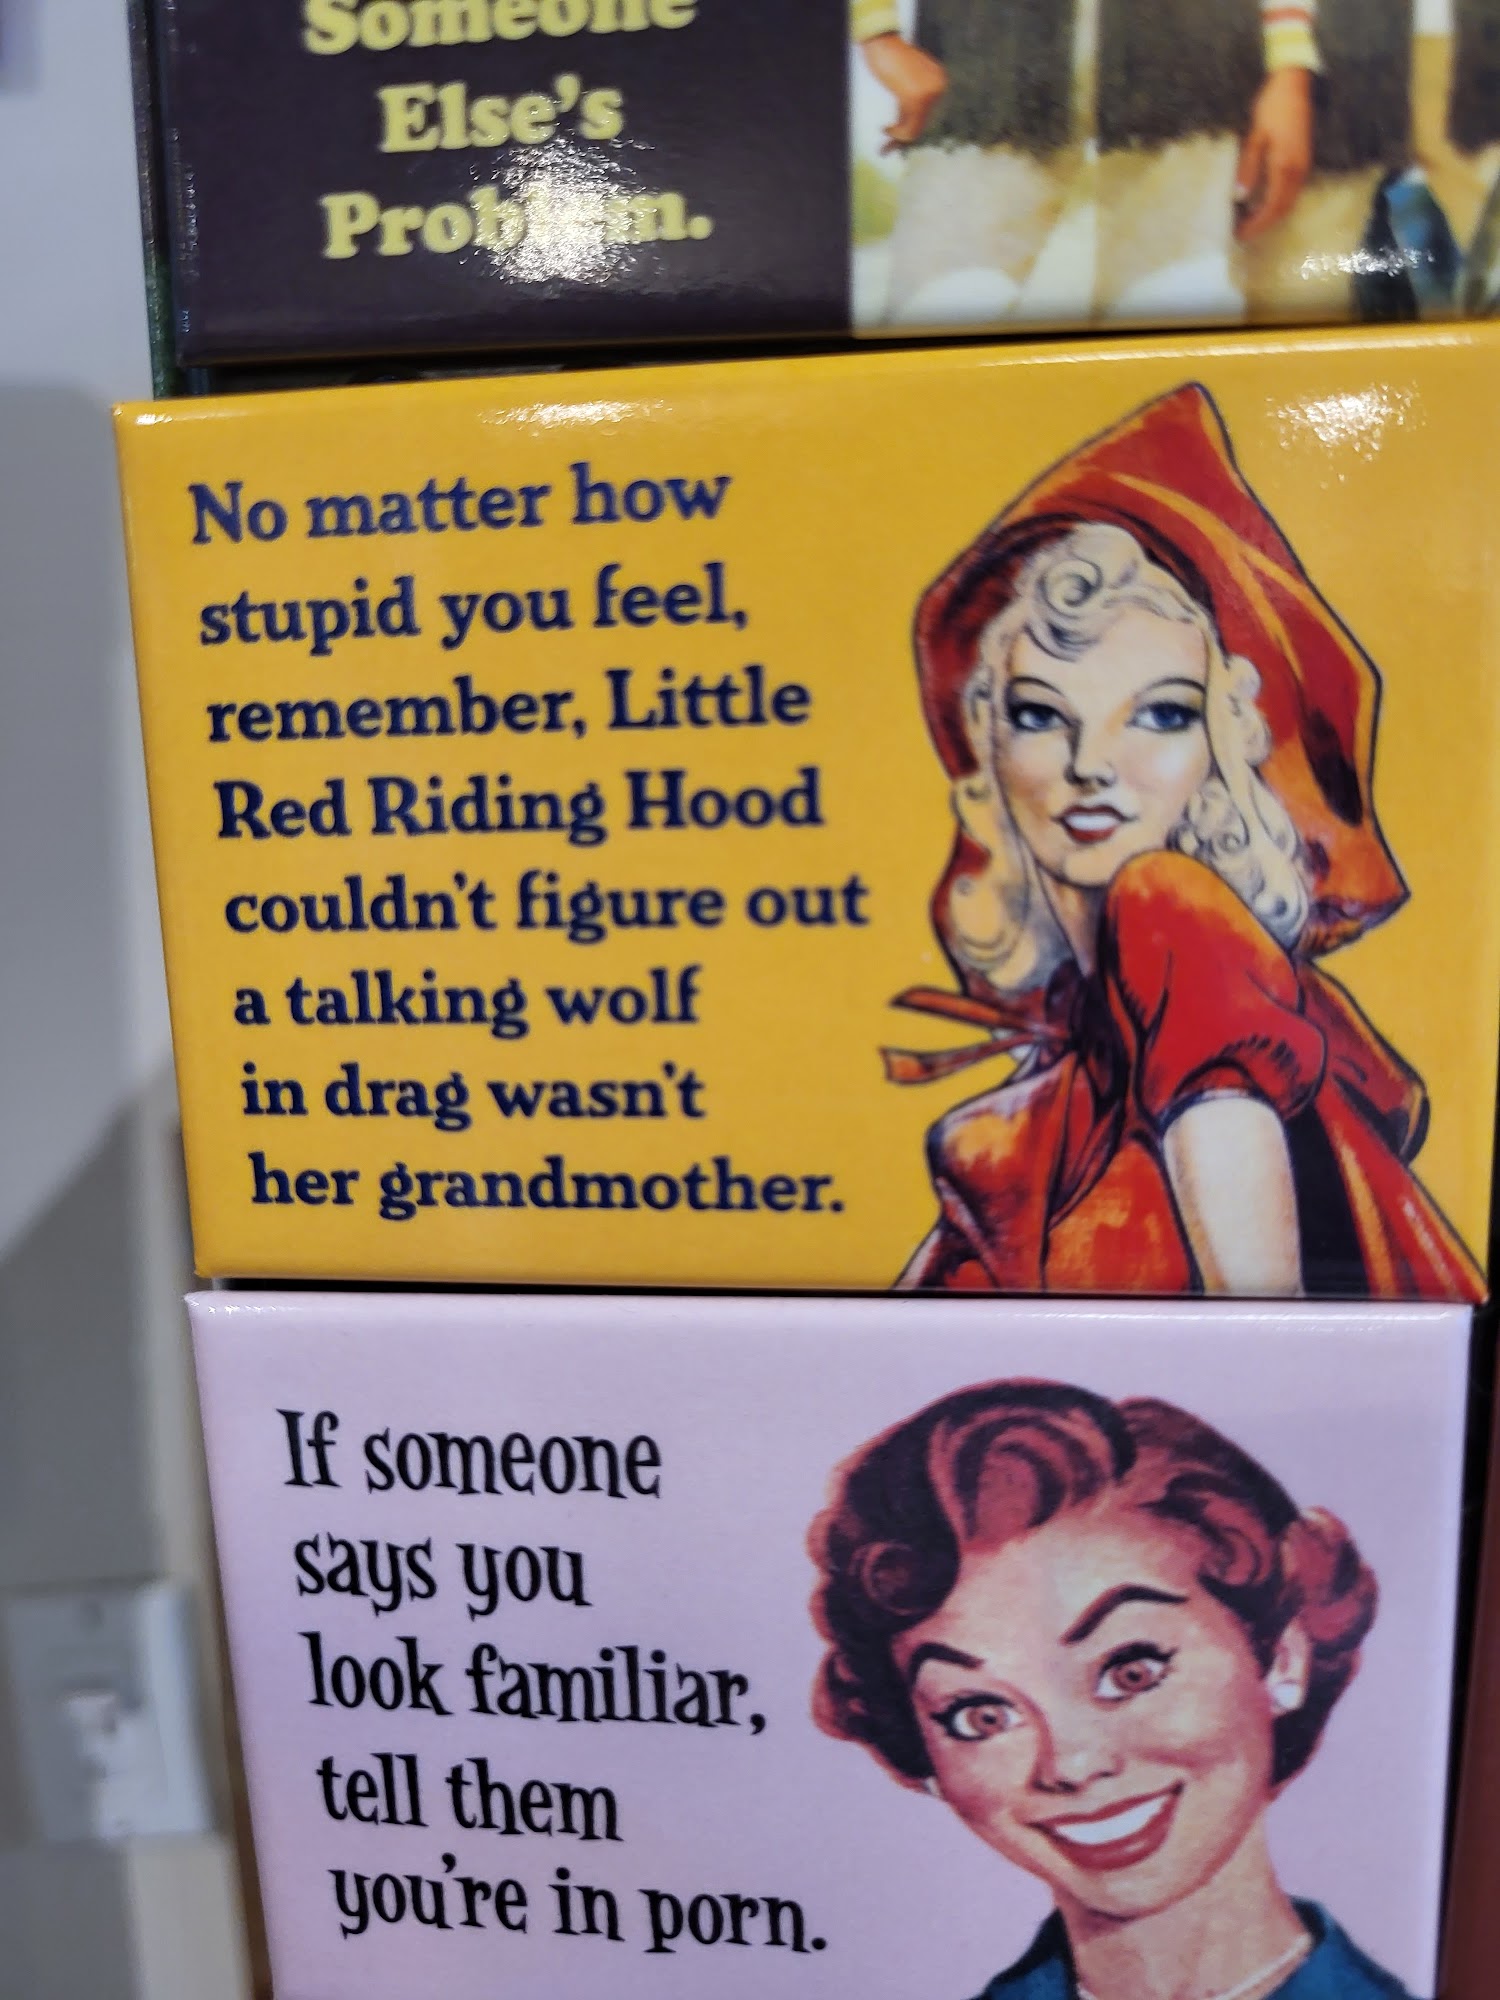 Someone
Else's
Problem.
No matter how
stupid you feel,
remember, Little
Red Riding Hood
couldn't figure out
a talking wolf
in drag wasn't
her grandmother.
If someone
says you
look familiar,
tell them
you're in porn.